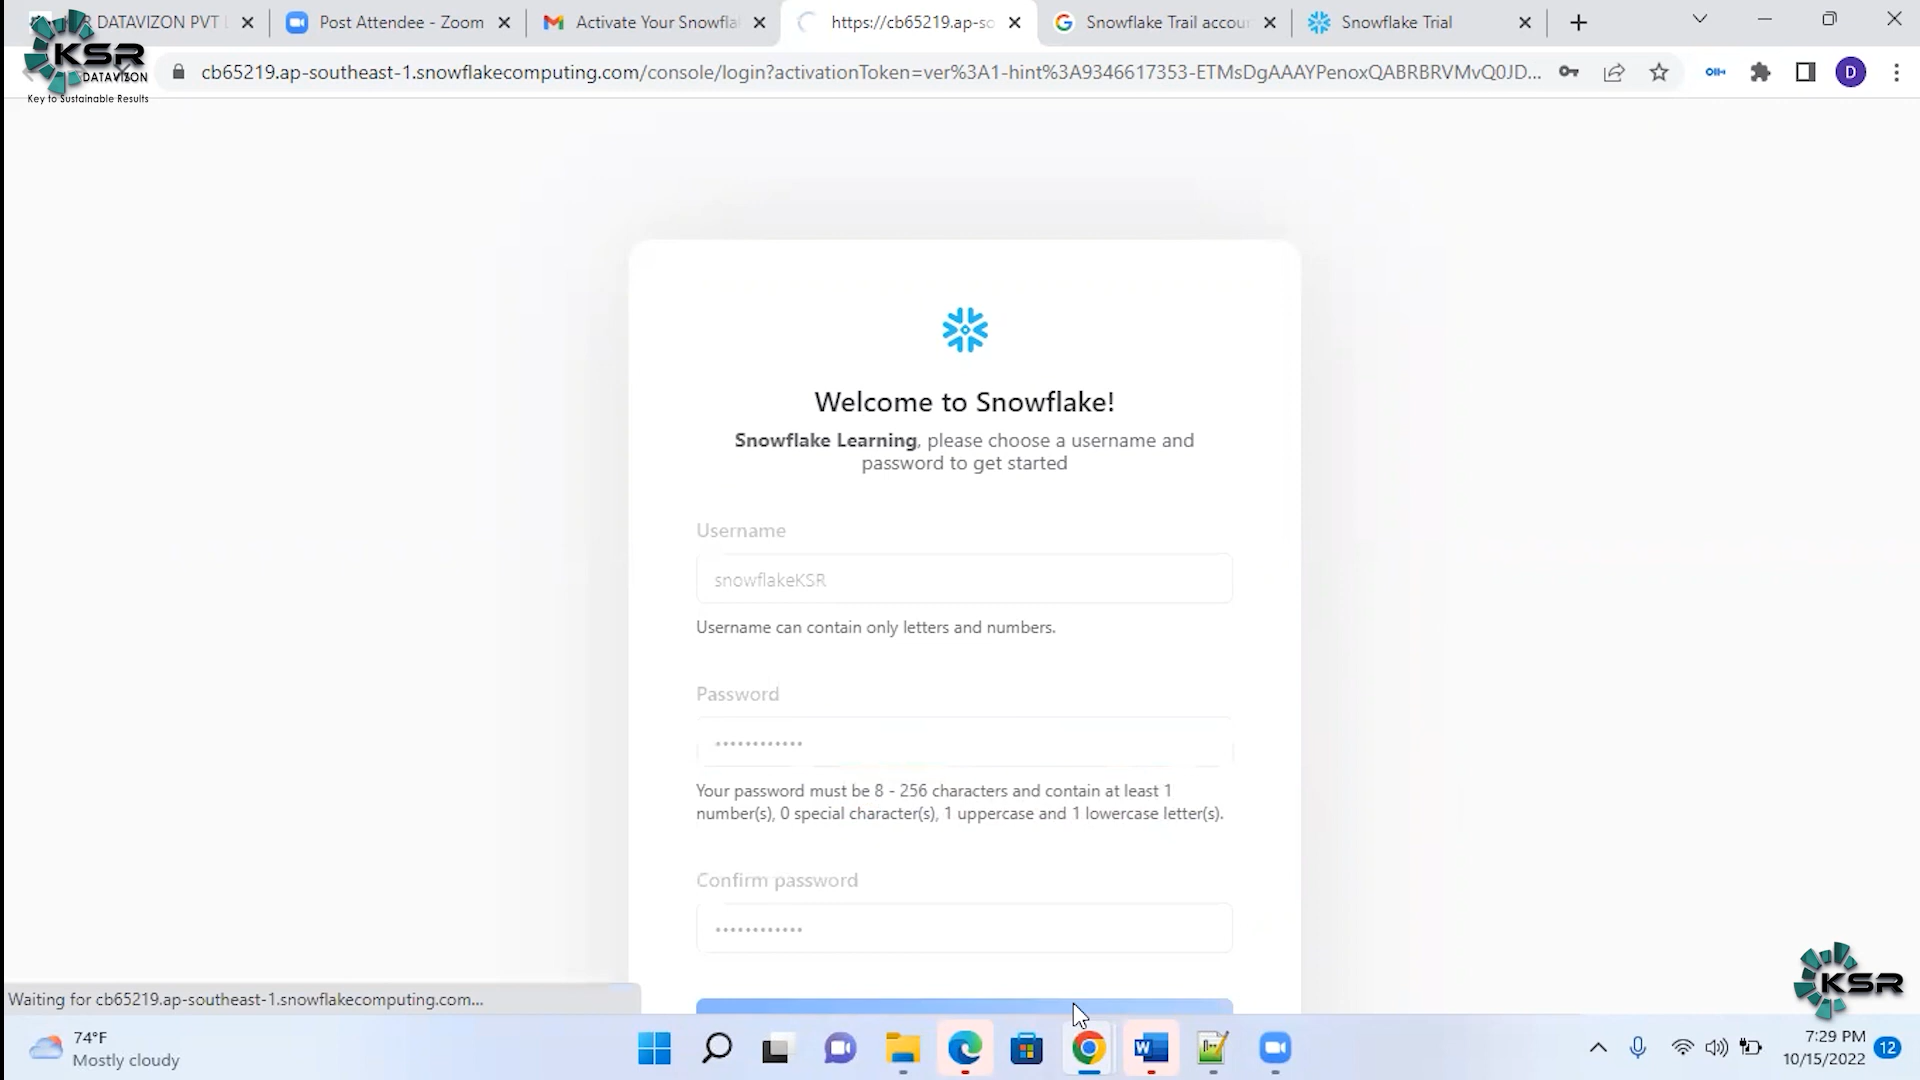 KSR DATAVIZON PVT
Post Attendee - Zoom
Activate Your Snowfla
https://cb65219.ap-so
Snowflake Trail accou
Snowflake Trial
KSR
DATAVIZON
Key to Sustainable Results
cb65219.ap-southeast-1.snowflakecomputing.com/console/login?activationToken=ver%3A1-hint%3A9346617353-ETMsDgAAAYPenoxQABRBRVMvQ0JD...
D
Welcome to Snowflake!
Snowflake Learning, please choose a username and
password to get started
Username
snowflakeKSR
Username can contain only letters and numbers.
Password
Your password must be 8 - 256 characters and contain at least 1
number(s), 0 special character(s), 1 uppercase and 1 lowercase letter(s).
Confirm password
KSR
Waiting for cb65219.ap-southeast-1.snowflakecomputing.com...
74°F
Mostly cloudy
7:29 PM
10/15/2022
12